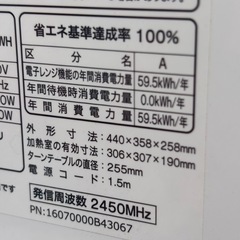 省エネ基準達成率 100%
区分名 A
電子レンジ機能の年間消費電力量 59.5kWh/年
年間待機時消費電力量 0.0kWh/年
年間消費電力量 59.5kWh/年
外形寸法:440×358×258mm
加熱室の有効寸法:306×307×190mm
ターンテーブルの直径:255mm
電源コード:1.5m
発信周波数 2450MHz
PN:16070000B43067